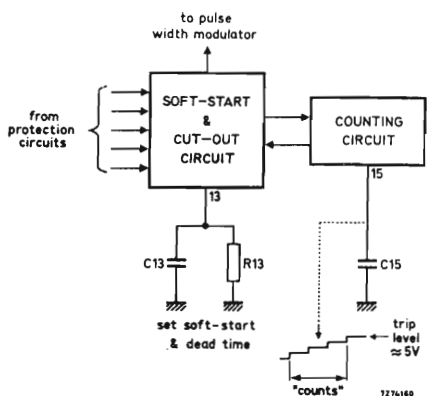 to pulse
width modulator
SOFT-START
&
CUT-OUT
CIRCUIT
COUNTING
CIRCUIT
from
protection
circuits
13
15
C13
R13
C15
set soft-start
& dead time
trip
level
≈ 5V
"counts"
7Z74160